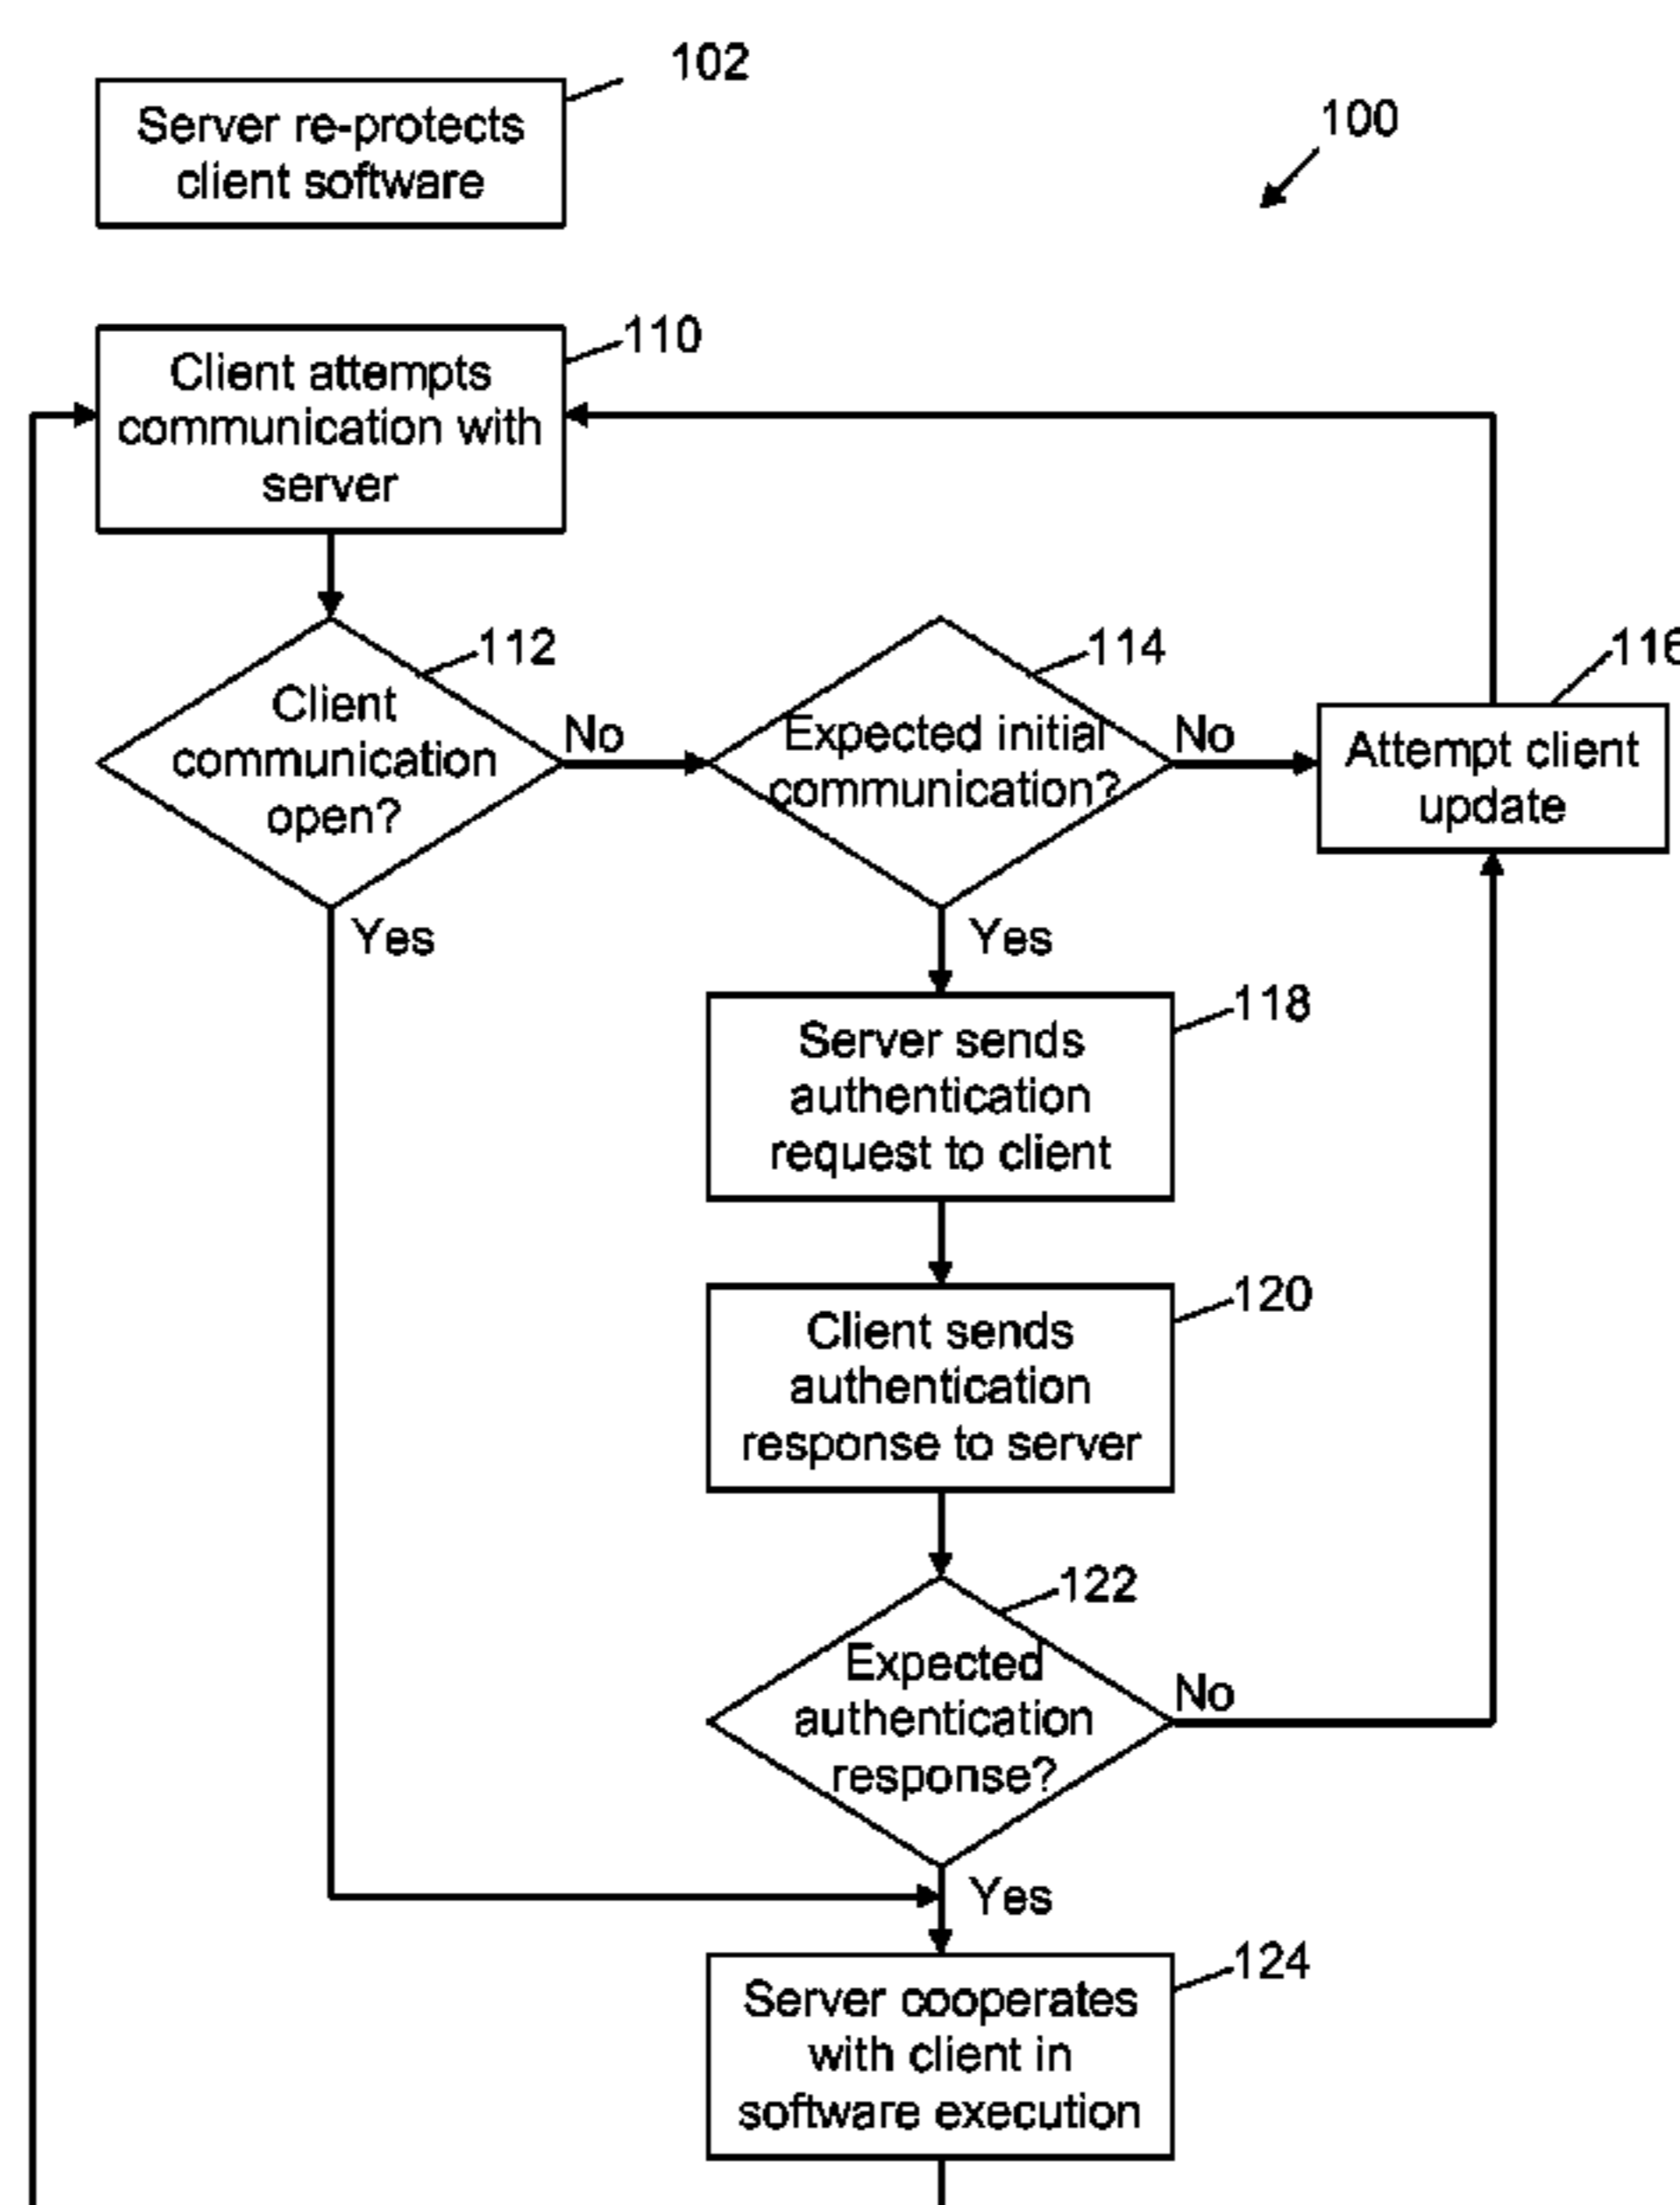 102
Server re-protects
client software
100
110
Client attempts
communication with
server
112
Client
communication
open?
No
Yes
114
Expected initial
communication?
No
Yes
116
Attempt client
update
118
Server sends
authentication
request to client
120
Client sends
authentication
response to server
122
Expected
authentication
response?
No
Yes
124
Server cooperates
with client in
software execution